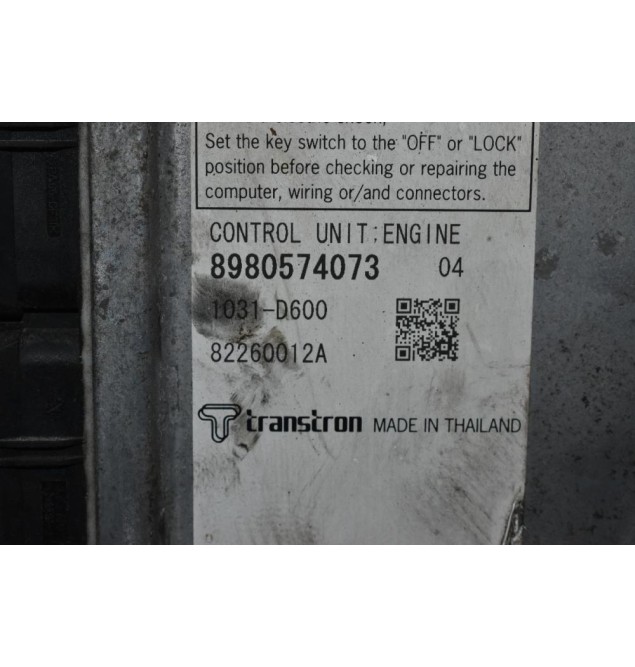 Set the key switch to the "OFF" or "LOCK"
position before checking or repairing the
computer, wiring or/and connectors.
CONTROL UNIT;ENGINE
8980574073 04
1031-D600
82260012A
transtron MADE IN THAILAND